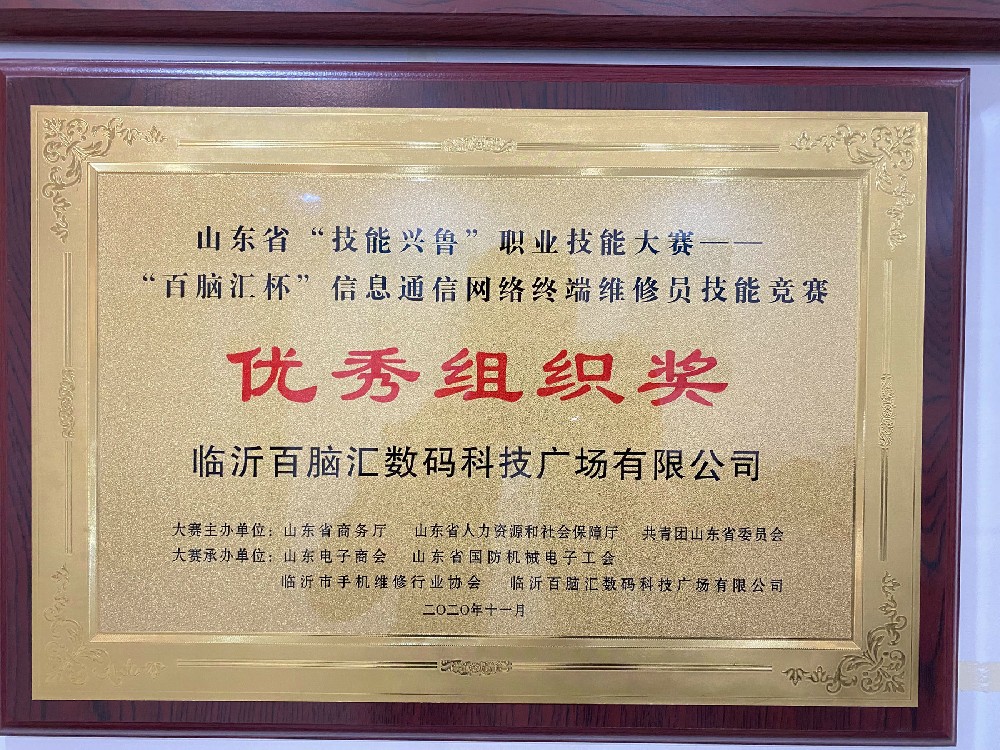 山东省“技能兴鲁”职业技能大赛——
“百脑汇杯”信息通信网络终端维修员技能竞赛
优秀组织奖
临沂百脑汇数码科技广场有限公司
大赛主办单位：山东省商务厅 山东省人力资源和社会保障厅 共青团山东省委员会
大赛承办单位：山东电子商会 山东省国防机械电子工会
临沂市手机维修行业协会 临沂百脑汇数码科技广场有限公司
二〇二〇年十一月